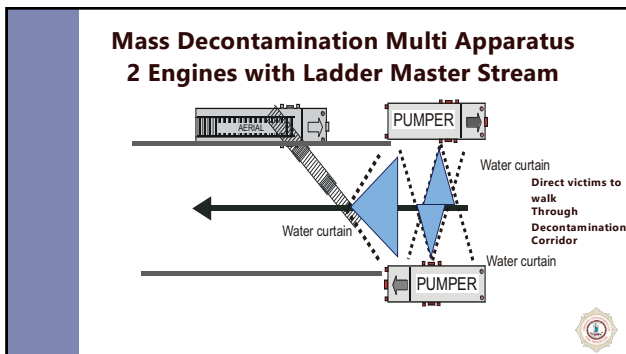 Mass Decontamination Multi Apparatus
2 Engines with Ladder Master Stream
AERIAL
PUMPER
Water curtain
Direct victims to
walk
Through
Decontamination
Corridor
Water curtain
Water curtain
PUMPER